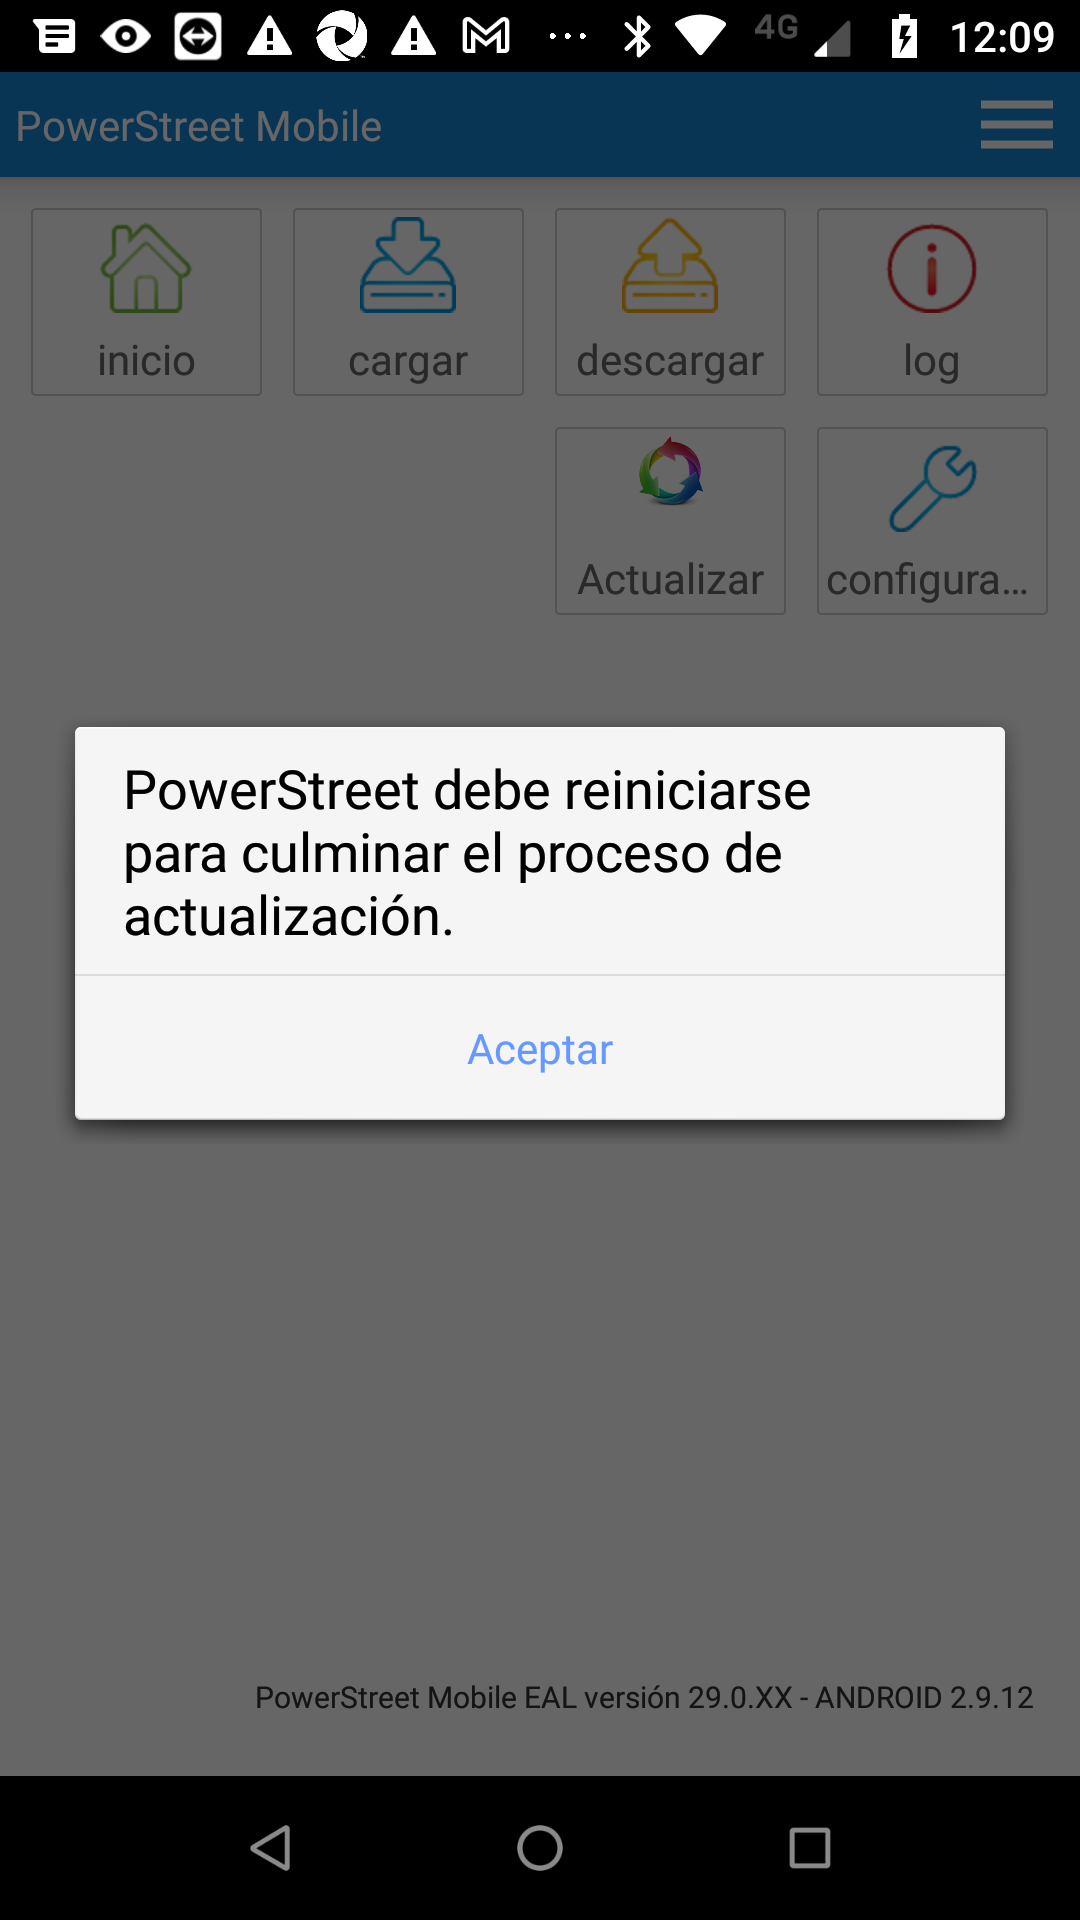 4G 12:09
PowerStreet Mobile
inicio cargar descargar log
Actualizar configura...
PowerStreet debe reiniciarse
para culminar el proceso de
actualización.
Aceptar
PowerStreet Mobile EAL versión 29.0.XX - ANDROID 2.9.12